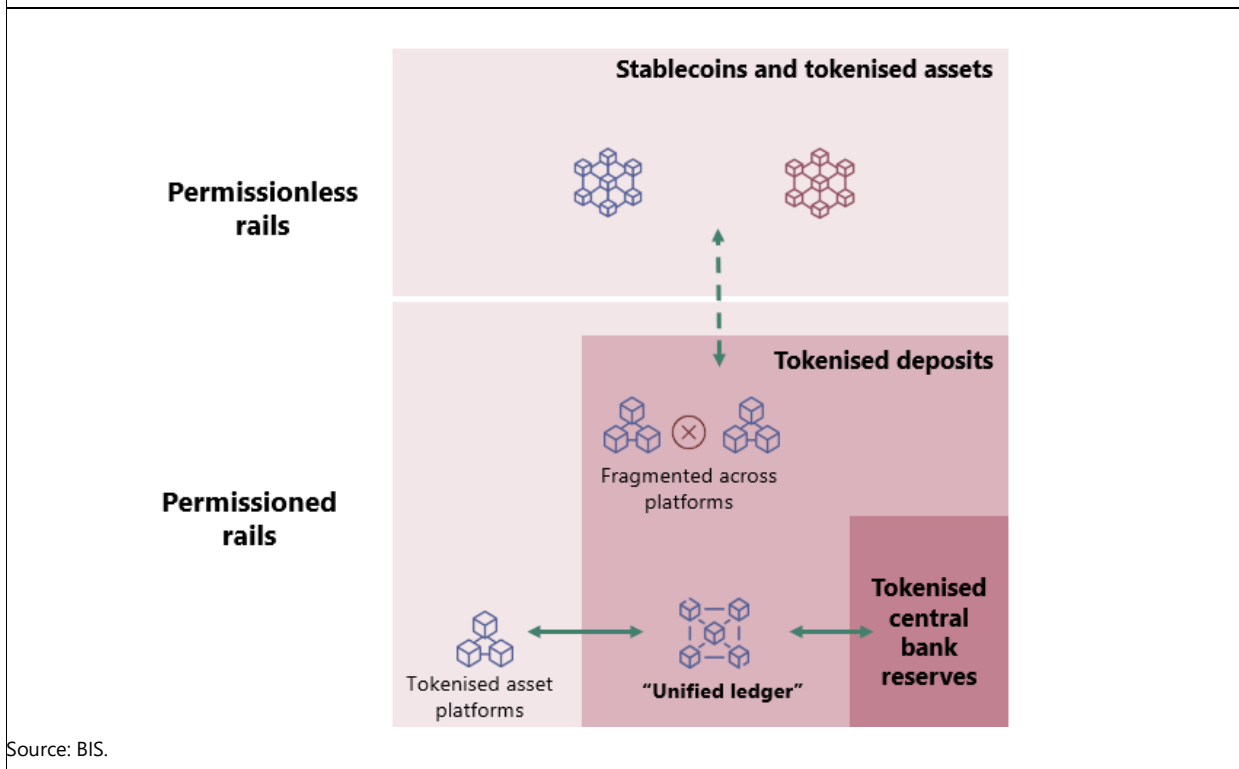 Stablecoins and tokenised assets
Permissionless
rails
Tokenised deposits
Fragmented across
platforms
Permissioned
rails
Tokenised
central
bank
reserves
Tokenised asset
platforms
“Unified ledger”
Source: BIS.